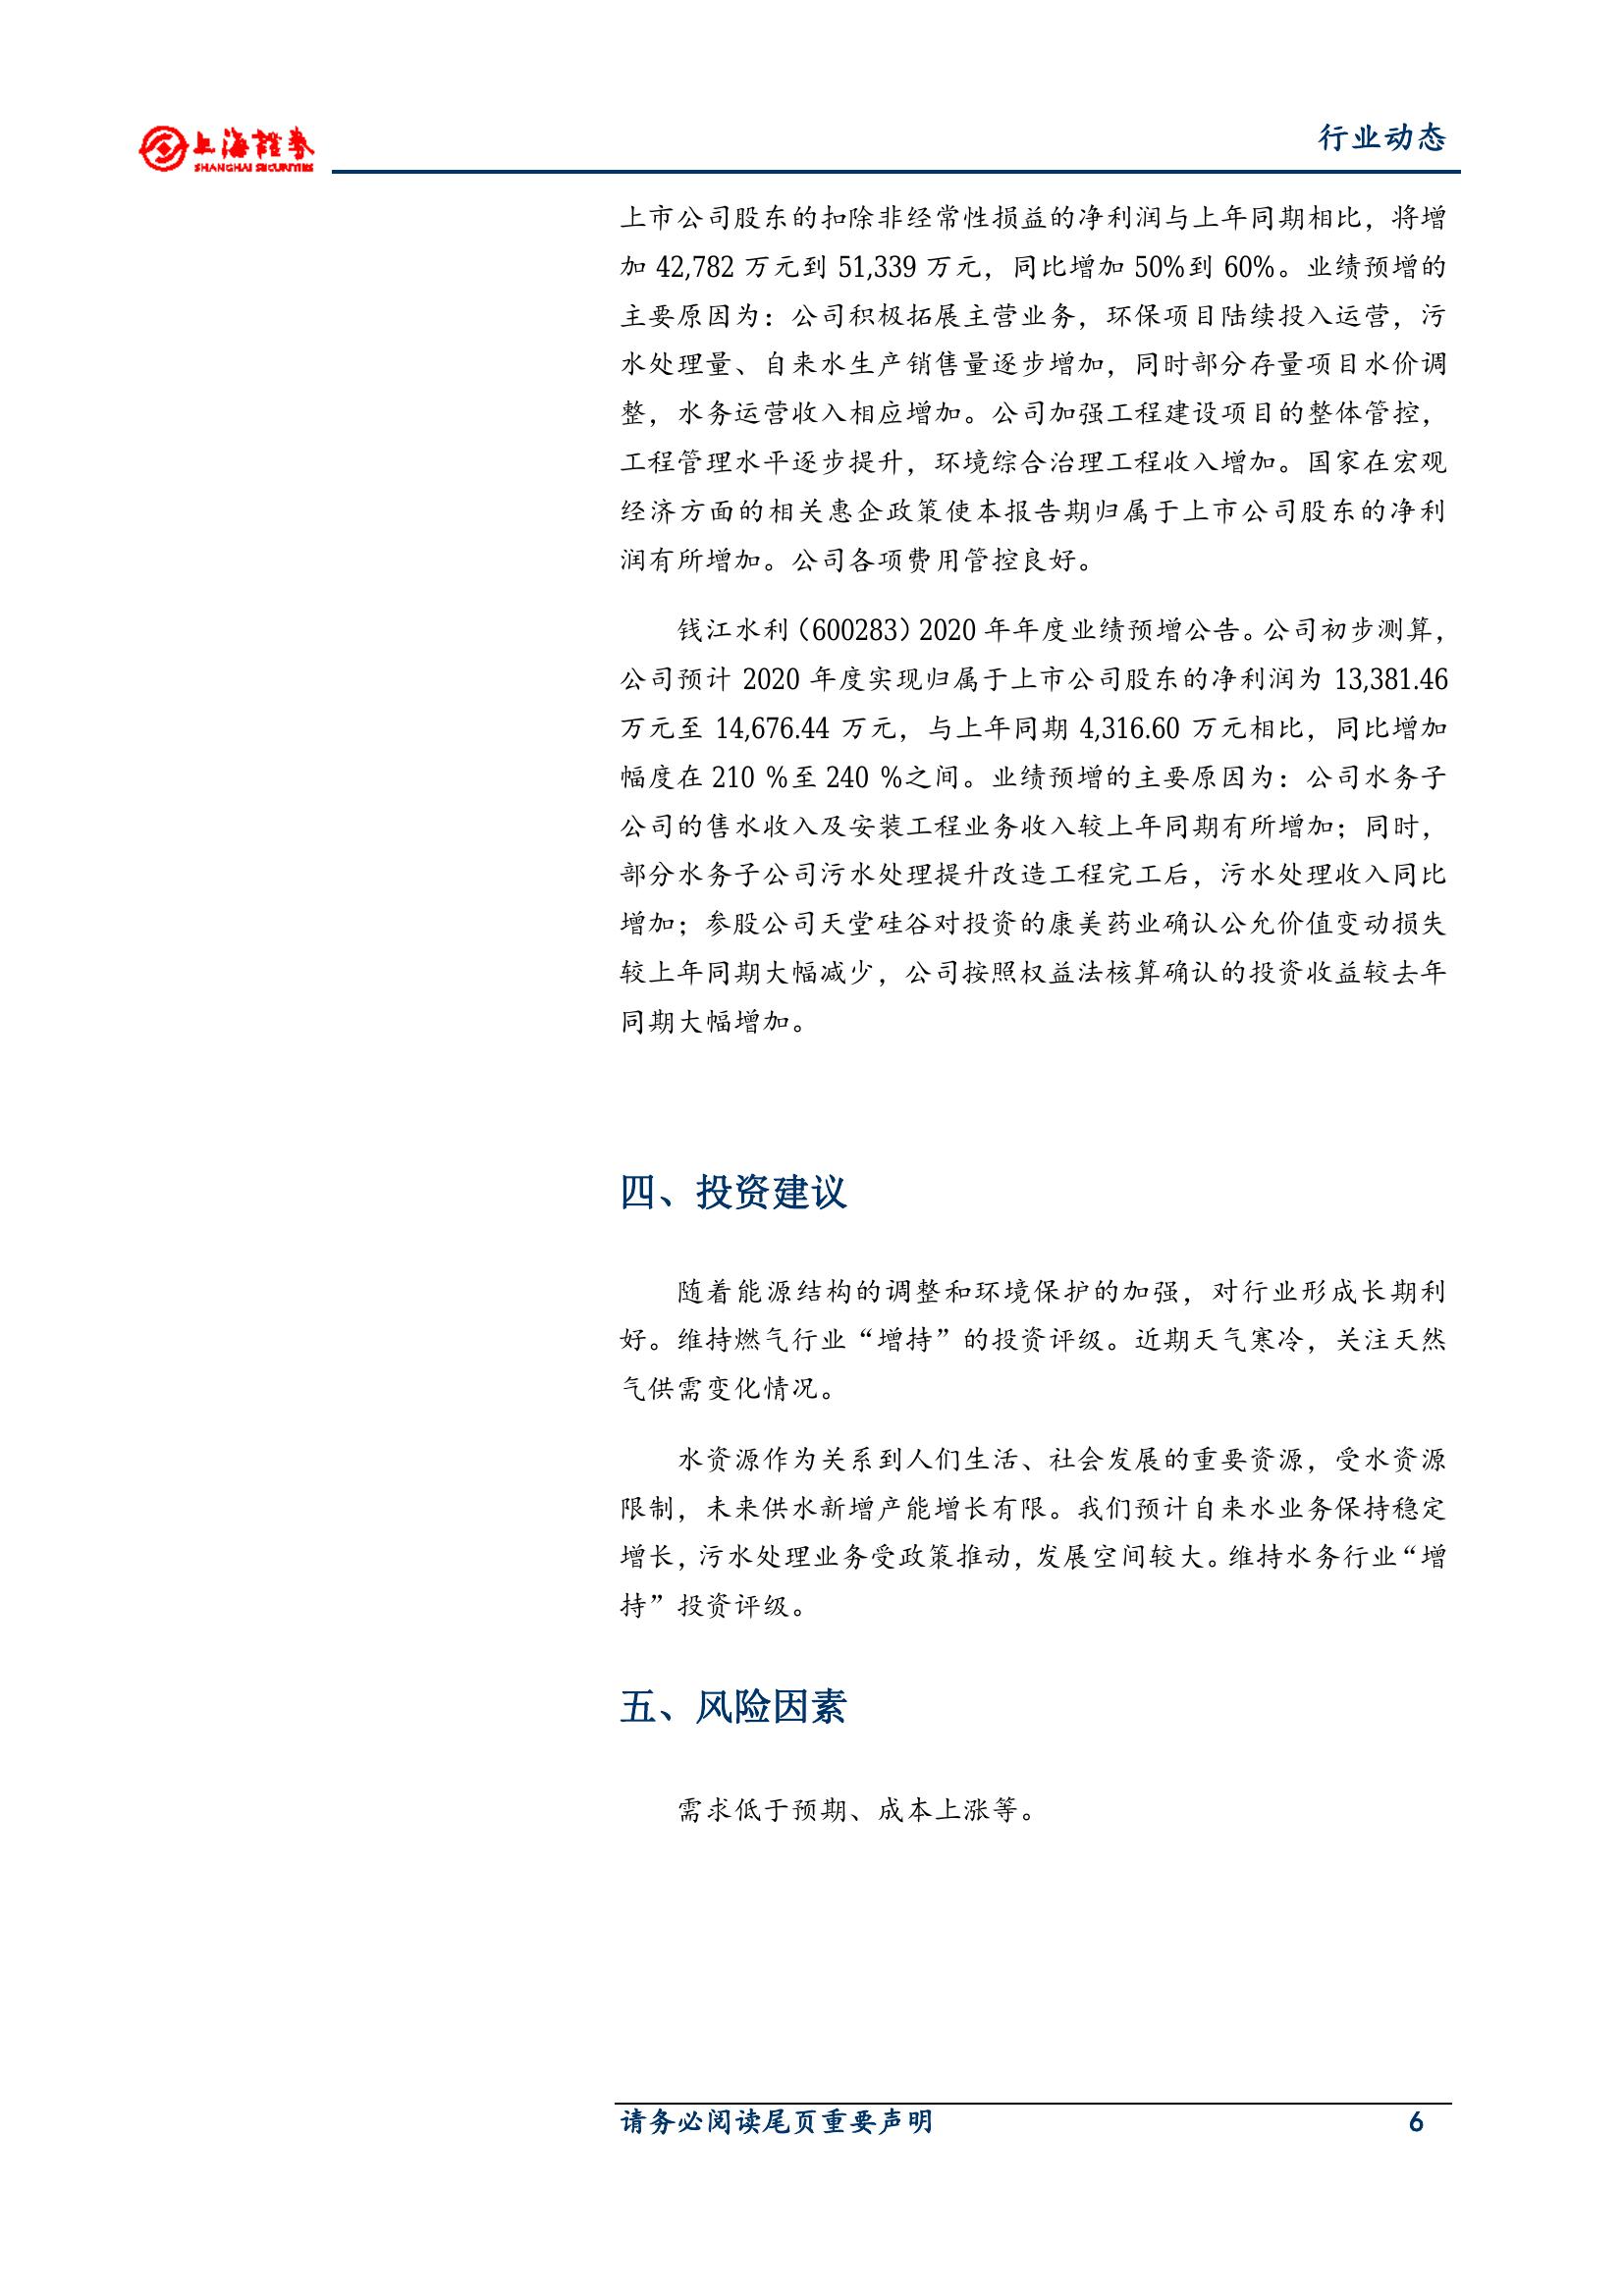 上海證券
SHANGHAI SECURITIES
行业动态
上市公司股东的扣除非经常性损益的净利润与上年同期相比，将增
加 42,782 万元到 51,339 万元，同比增加 50%到 60%。业绩预增的
主要原因为：公司积极拓展主营业务，环保项目陆续投入运营，污
水处理量、自来水生产销售量逐步增加，同时部分存量项目水价调
整，水务运营收入相应增加。公司加强工程建设项目的整体管控，
工程管理水平逐步提升，环境综合治理工程收入增加。国家在宏观
经济方面的相关惠企政策使本报告期归属于上市公司股东的净利
润有所增加。公司各项费用管控良好。
钱江水利（600283）2020 年年度业绩预增公告。公司初步测算，
公司预计 2020 年度实现归属于上市公司股东的净利润为 13,381.46
万元至 14,676.44 万元，与上年同期 4,316.60 万元相比，同比增加
幅度在 210 %至 240 %之间。业绩预增的主要原因为：公司水务子
公司的售水收入及安装工程业务收入较上年同期有所增加；同时，
部分水务子公司污水处理提升改造工程完工后，污水处理收入同比
增加；参股公司天堂硅谷对投资的康美药业确认公允价值变动损失
较上年同期大幅减少，公司按照权益法核算确认的投资收益较去年
同期大幅增加。
四、投资建议
随着能源结构的调整和环境保护的加强，对行业形成长期利
好。维持燃气行业“增持”的投资评级。近期天气寒冷，关注天然
气供需变化情况。
水资源作为关系到人们生活、社会发展的重要资源，受水资源
限制，未来供水新增产能增长有限。我们预计自来水业务保持稳定
增长，污水处理业务受政策推动，发展空间较大。维持水务行业“增
持”投资评级。
五、风险因素
需求低于预期、成本上涨等。
请务必阅读尾页重要声明
6